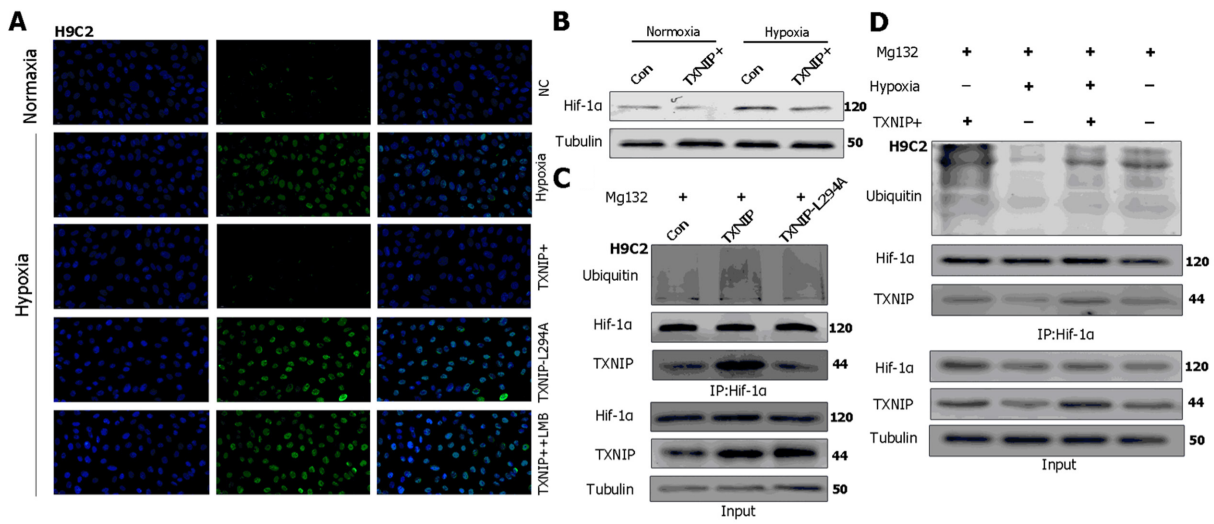 A
H9C2
Normaxia
NC
Hypoxia
Hypoxia
TXNIP+
TXNIP-L294A
TXNIP++LMB
B
Normoxia Hypoxia
Con TXNIP+ Con TXNIP+
Hif-1α 120
Tubulin 50
C
Mg132 + + +
Con TXNIP TXNIP-L294A
H9C2
Ubiquitin
Hif-1α 120
TXNIP 44
IP:Hif-1α
Hif-1α 120
TXNIP 44
Tubulin 50
Input
D
Mg132 + + + +
Hypoxia − + + −
TXNIP+ + − + −
H9C2
Ubiquitin
Hif-1α 120
TXNIP 44
IP:Hif-1α
Hif-1α 120
TXNIP 44
Tubulin 50
Input